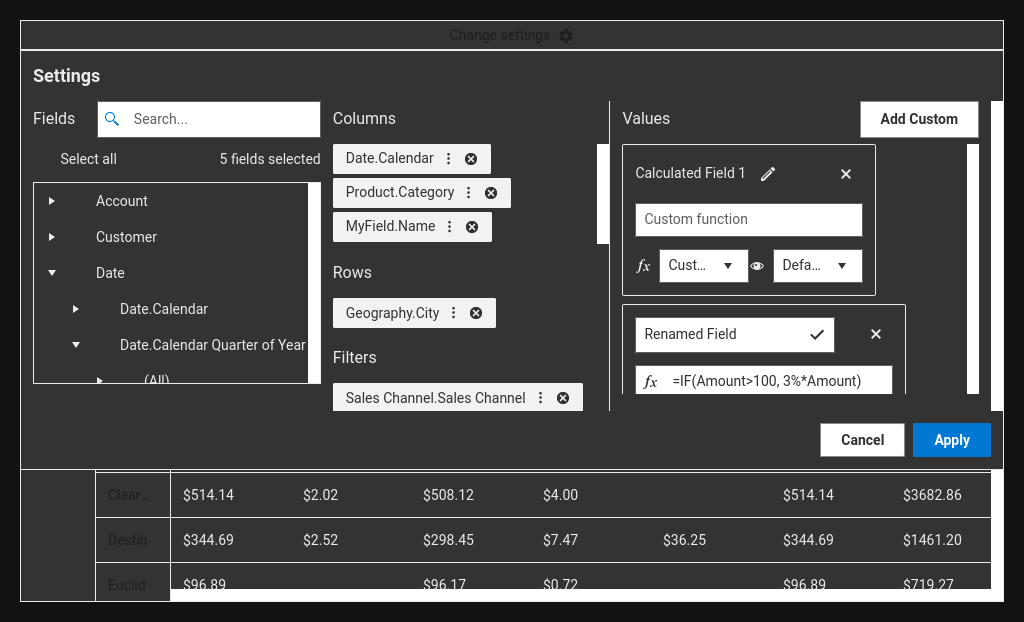 Change settings
Settings
Fields
Search...
Select all
5 fields selected
Account
Customer
Date
Date.Calendar
Date.Calendar Quarter of Year
(All)
Columns
Date.Calendar
Product.Category
MyField.Name
Rows
Geography.City
Filters
Sales Channel.Sales Channel
Values
Add Custom
Calculated Field 1
Custom function
fx Cust... Defa...
Renamed Field
fx =IF(Amount>100, 3%*Amount)
Cancel
Apply
Clear... $514.14 $2.02 $508.12 $4.00 $514.14 $3682.86
Destin $344.69 $2.52 $298.45 $7.47 $36.25 $344.69 $1461.20
Euclid $96.89 $96.17 $0.72 $96.89 $719.27